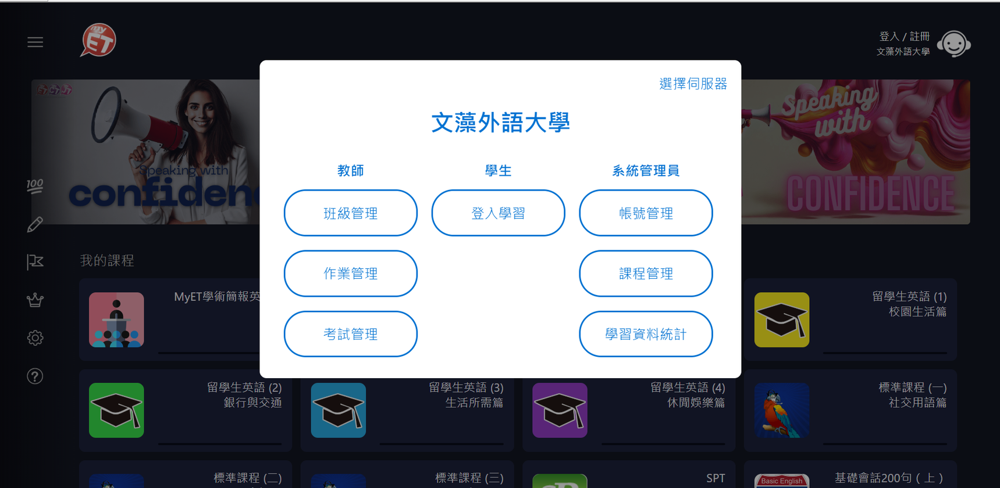 my
ET
登入 / 註冊
文藻外語大學
ET CT JT
Speaking with
confidenc
Speaking
with
CONFIDENCE
選擇伺服器
文藻外語大學
教師
學生
系統管理員
班級管理
登入學習
帳號管理
作業管理
課程管理
考試管理
學習資料統計
100
我的課程
MyET學術簡報英
留學生英語 (1)
校園生活篇
留學生英語 (2)
銀行與交通
留學生英語 (3)
生活所需篇
留學生英語 (4)
休閒娛樂篇
標準課程 (一)
社交用語篇
標準課程 (二)
標準課程 (三)
SPT
Basic English
基礎會話200句 ( 上 )